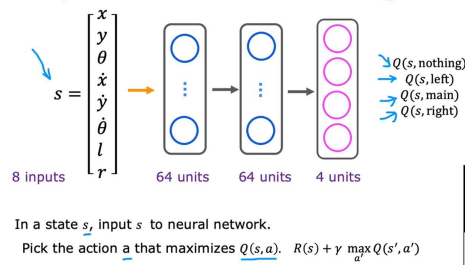 s =
x
y
θ
ẋ
ẏ
θ̇
l
r
Q(s, nothing)
Q(s, left)
Q(s, main)
Q(s, right)
8 inputs
64 units
64 units
4 units
In a state s, input s to neural network.
Pick the action a that maximizes Q(s, a). R(s) + γ max Q(s′, a′)
a′